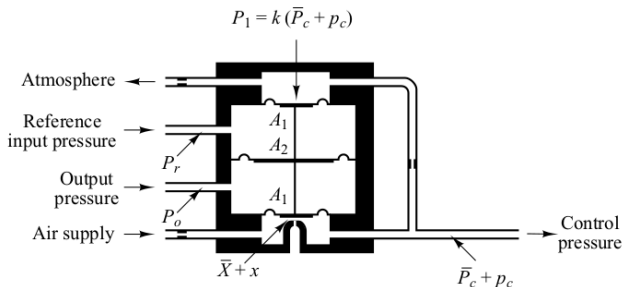 P₁ = k (P̅c + pc)
Atmosphere
Reference
input pressure
Pr
Output
pressure
Po
Air supply
A₁
A₂
A₁
X̅ + x
Control
pressure
P̅c + pc